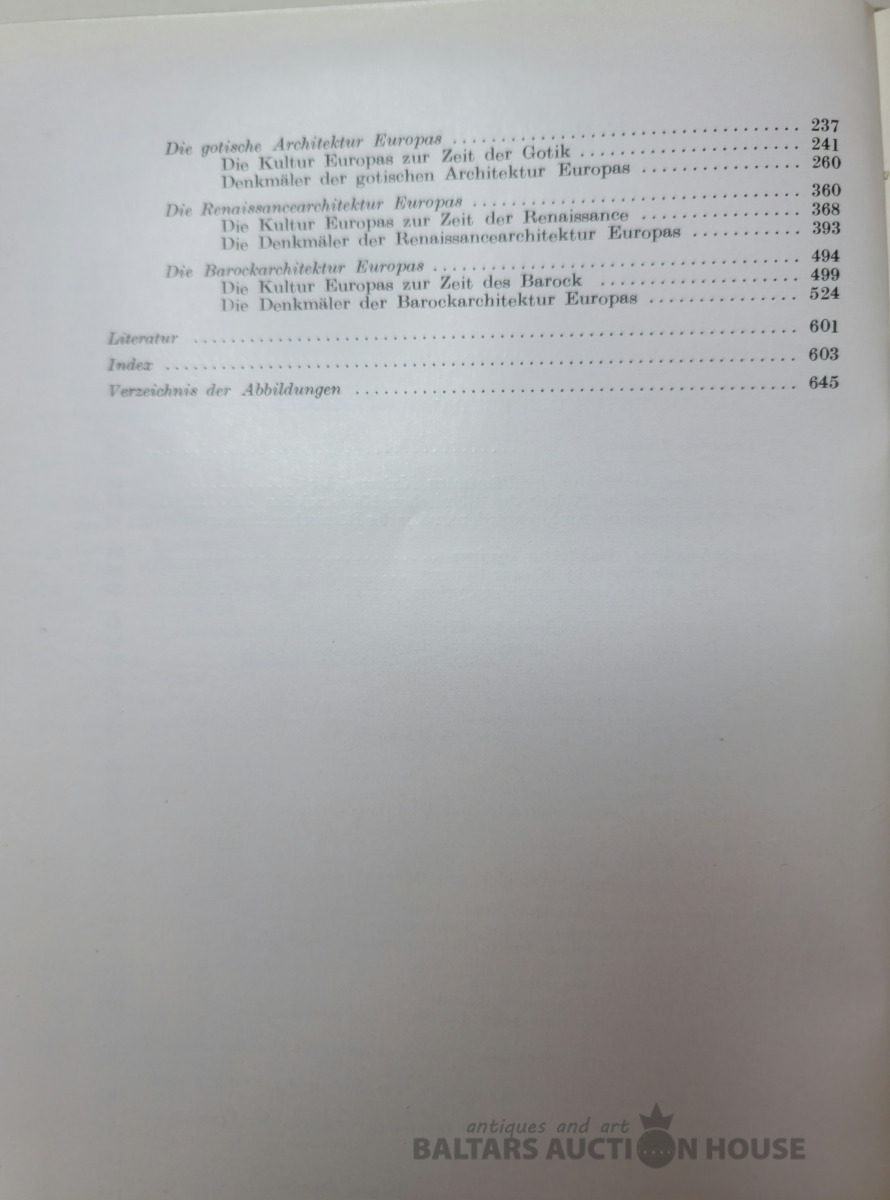 Die gotische Architektur Europas ........................................ 237
Die Kultur Europas zur Zeit der Gotik ........................ 241
Denkmäler der gotischen Architektur Europas .................. 260
Die Renaissancearchitektur Europas ..................................... 360
Die Kultur Europas zur Zeit der Renaissance .................. 368
Die Denkmäler der Renaissancearchitektur Europas ............. 393
Die Barockarchitektur Europas .......................................... 494
Die Kultur Europas zur Zeit des Barock ....................... 499
Die Denkmäler der Barockarchitektur Europas ................. 524
Literatur .................................................................. 601
Index ...................................................................... 603
Verzeichnis der Abbildungen ................................................ 645
antiques and art
BALTARS AUCTION HOUSE